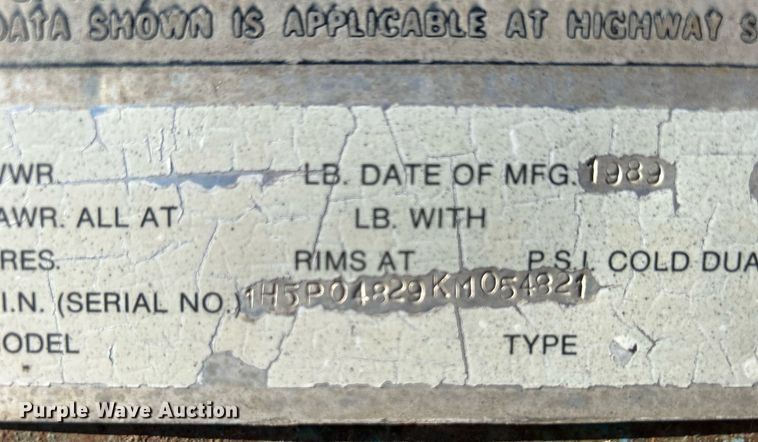 DATA SHOWN IS APPLICABLE AT HIGHWAY S
VWR. LB. DATE OF MFG. 1989
AWR. ALL AT LB. WITH
RES. RIMS AT P.S.I. COLD DUA
.I.N. (SERIAL NO.) 1H5P04829KM054821
ODEL TYPE
Purple Wave Auction